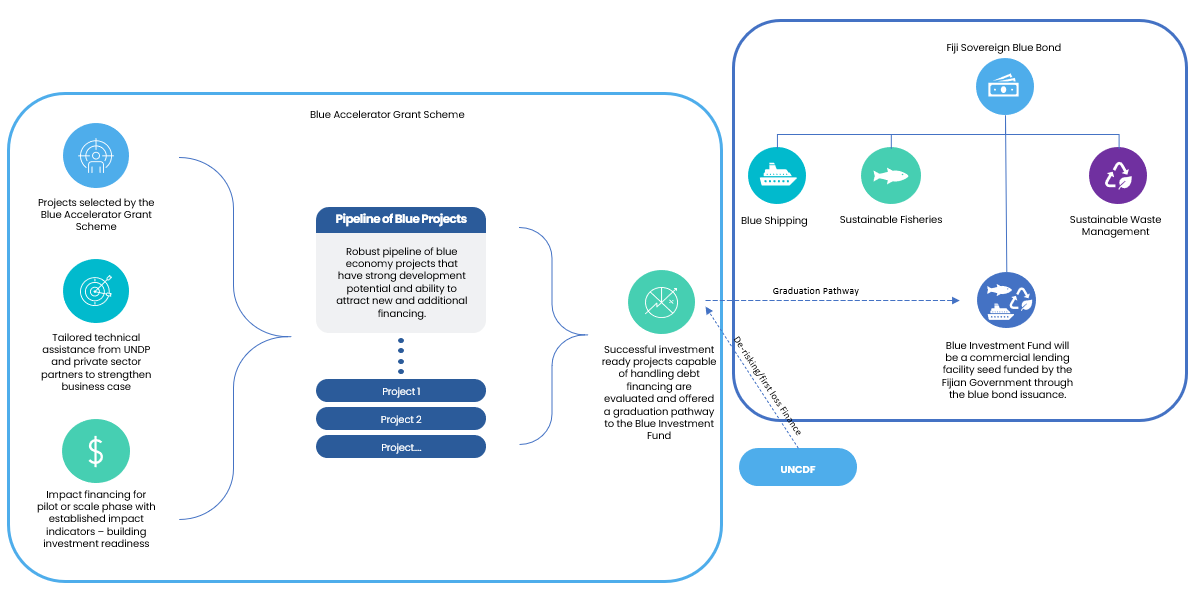 Blue Accelerator Grant Scheme
Projects selected by the
Blue Accelerator Grant
Scheme
Tailored technical
assistance from UNDP
and private sector
partners to strengthen
business case
Impact financing for
pilot or scale phase with
established impact
indicators – building
investment readiness
Pipeline of Blue Projects
Robust pipeline of blue
economy projects that
have strong development
potential and ability to
attract new and additional
financing.
Project 1
Project 2
Project….
Successful investment
ready projects capable
of handling debt
financing are
evaluated and offered
a graduation pathway
to the Blue Investment
Fund
Graduation Pathway
De-risking/first loss Finance
UNCDF
Fiji Sovereign Blue Bond
Blue Shipping
Sustainable Fisheries
Sustainable Waste
Management
Blue Investment Fund will
be a commercial lending
facility seed funded by the
Fijian Government through
the blue bond issuance.